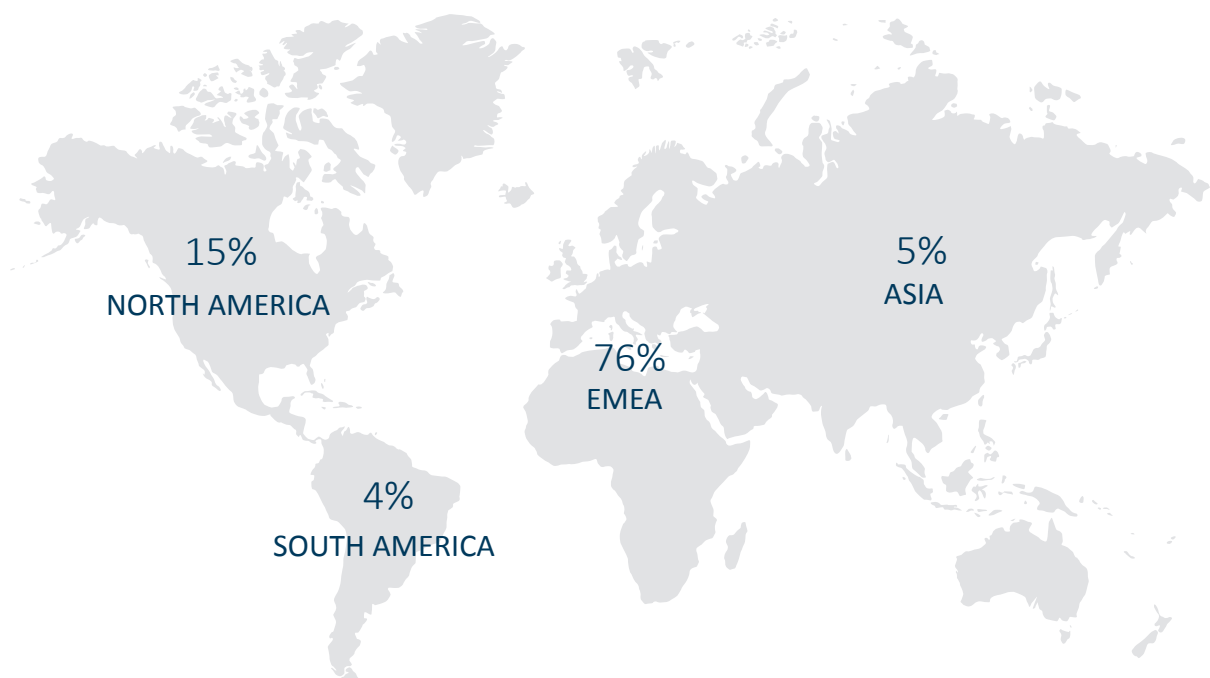 15%
NORTH AMERICA
5%
ASIA
76%
EMEA
4%
SOUTH AMERICA